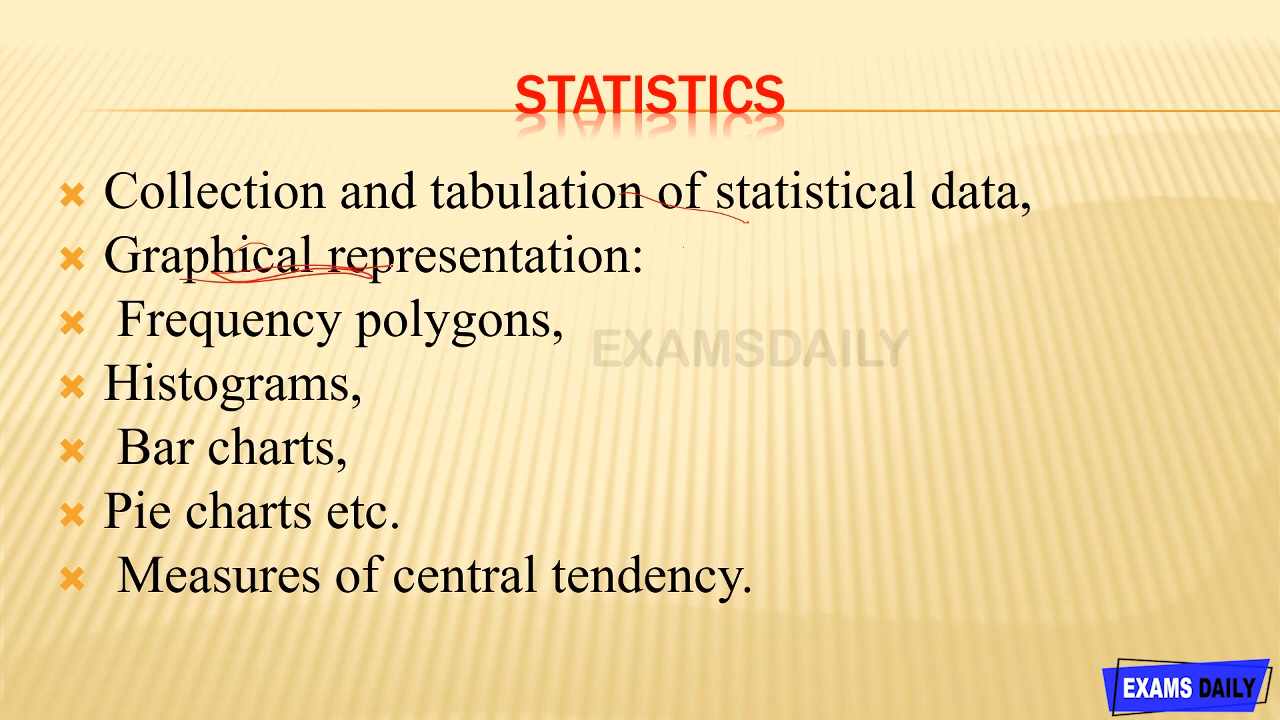 STATISTICS
Collection and tabulation of statistical data,
Graphical representation:
Frequency polygons,
EXAMSDAILY
Histograms,
Bar charts,
Pie charts etc.
Measures of central tendency.
EXAMS DAILY